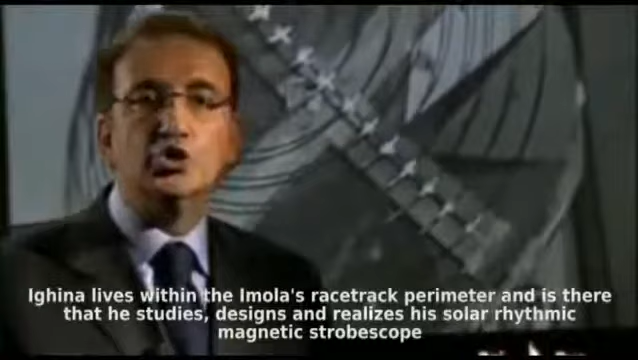 Ighina lives within the Imola's racetrack perimeter and is there
that he studies, designs and realizes his solar rhythmic
magnetic strobescope